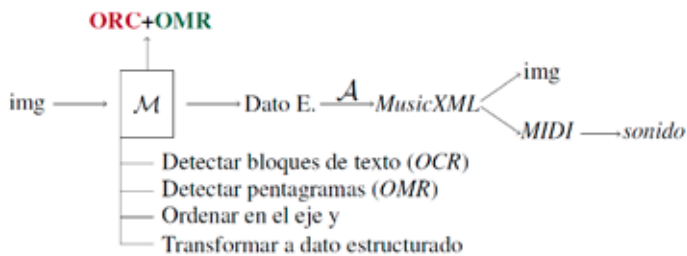 ORC+OMR
img
img M Dato E. A MusicXML
MIDI sonido
Detectar bloques de texto (OCR)
Detectar pentagramas (OMR)
Ordenar en el eje y
Transformar a dato estructurado